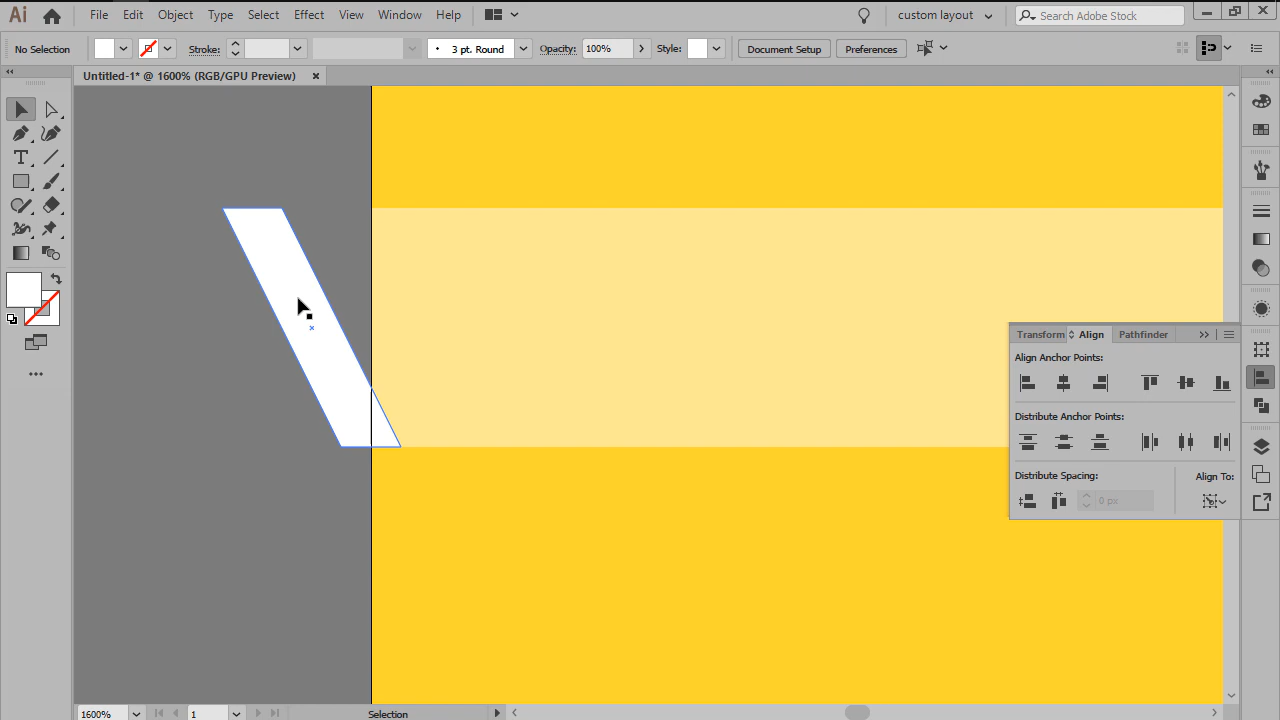 Ai File Edit Object Type Select Effect View Window Help custom layout Search Adobe Stock
No Selection Stroke: 3 pt. Round Opacity: 100% Style: Document Setup Preferences
Untitled-1* @ 1600% (RGB/GPU Preview)
Transform Align Pathfinder
Align Anchor Points:
Distribute Anchor Points:
Distribute Spacing: Align To:
0 px
1600% 1 Selection